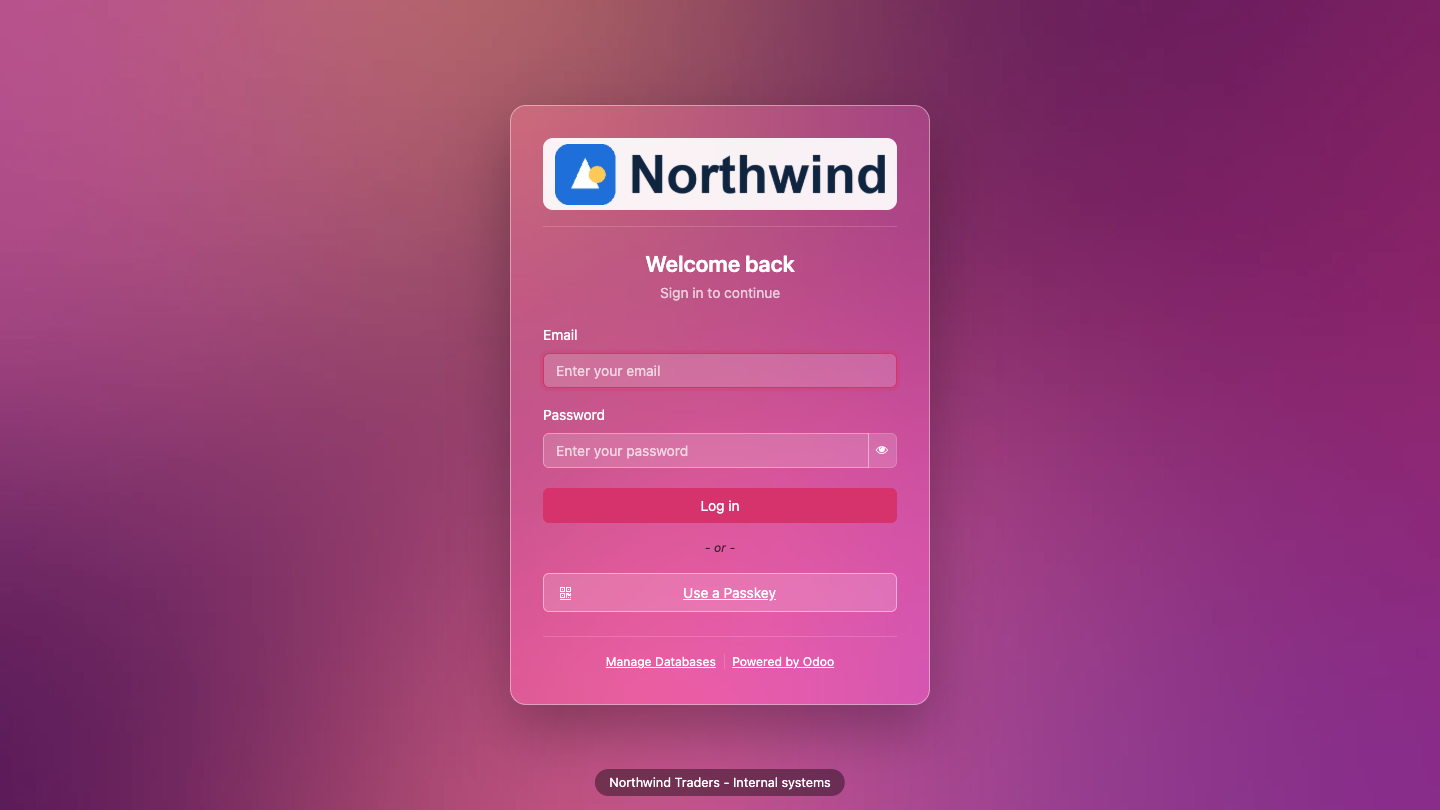 Northwind
Welcome back
Sign in to continue
Email
Enter your email
Password
Enter your password
Log in
- or -
Use a Passkey
Manage Databases
Powered by Odoo
Northwind Traders - Internal systems